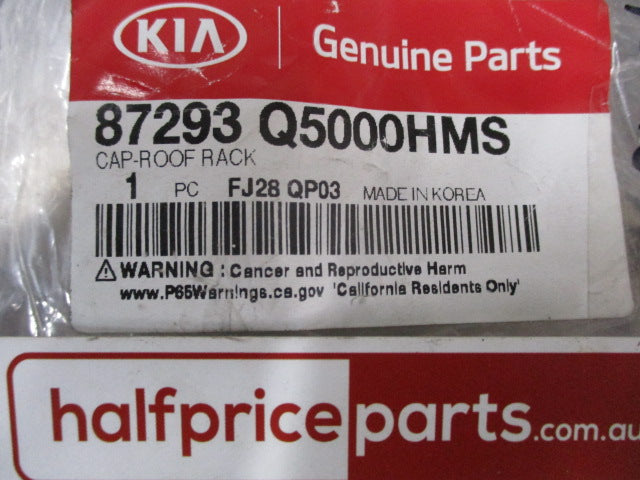 KIA Genuine Parts
87293 Q5000HMS
CAP-ROOF RACK
1 PC FJ28 QP03 MADE IN KOREA
⚠WARNING : Cancer and Reproductive Harm
www.P65Warnings.ca.gov 'California Residents Only'
halfpriceparts.com.au